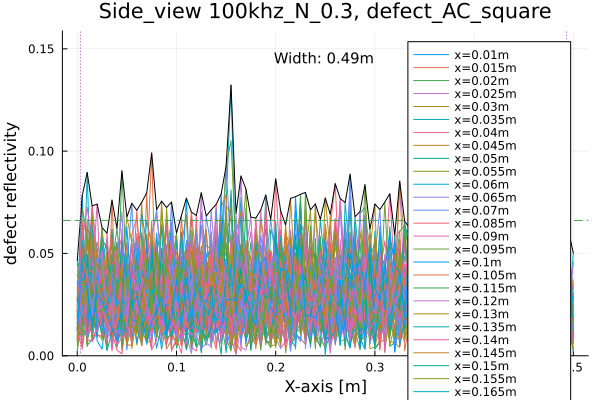 Side_view 100khz_N_0.3, defect_AC_square
0.15
Width: 0.49m
0.10
defect reflectivity
0.05
0.00
0.0
0.1
0.2
0.3
.5
X-axis [m]
x=0.01m
x=0.015m
x=0.02m
x=0.025m
x=0.03m
x=0.035m
x=0.04m
x=0.045m
x=0.05m
x=0.055m
x=0.06m
x=0.065m
x=0.07m
x=0.085m
x=0.09m
x=0.095m
x=0.1m
x=0.105m
x=0.115m
x=0.12m
x=0.13m
x=0.135m
x=0.14m
x=0.145m
x=0.15m
x=0.155m
x=0.165m